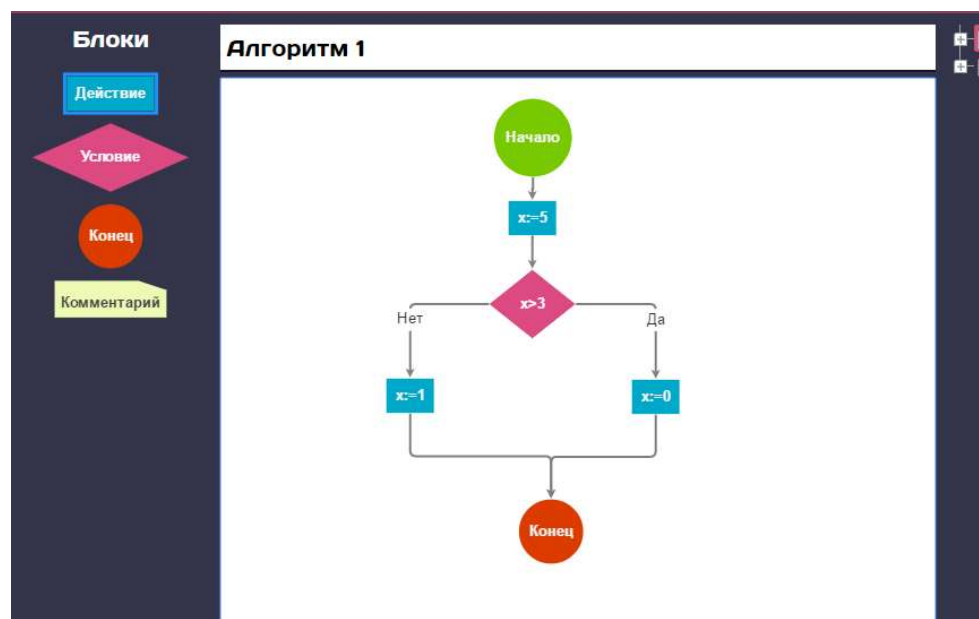 Блоки
Действие
Условие
Конец
Комментарий
Алгоритм 1
Начало
x:=5
x>3
Нет
Да
x:=1
x:=0
Конец